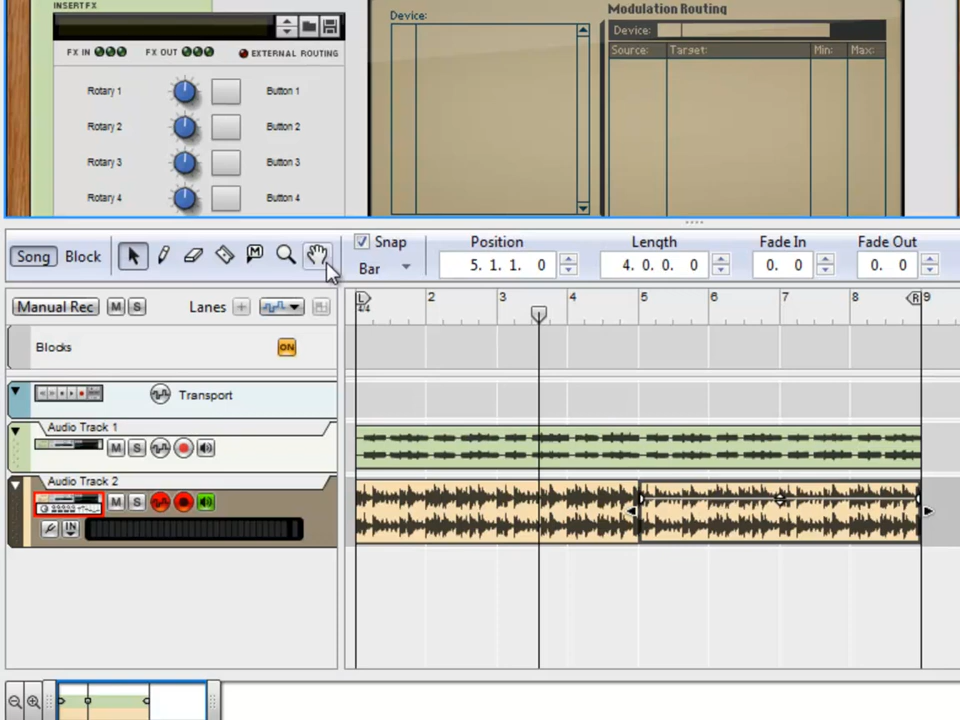 INSERT FX
Device:
Modulation Routing
Device:
Source: Target: Min: Max:
FX IN FX OUT EXTERNAL ROUTING
Rotary 1 Button 1
Rotary 2 Button 2
Rotary 3 Button 3
Rotary 4 Button 4
Song Block M Snap Position Length Fade In Fade Out
Bar 5. 1. 1. 0 4. 0. 0. 0 0. 0 0. 0
Manual Rec M S Lanes
L 2 3 4 5 6 7 8 R 9
4/4
Blocks ON
Transport
Audio Track 1
M S
Audio Track 2
M S
IN